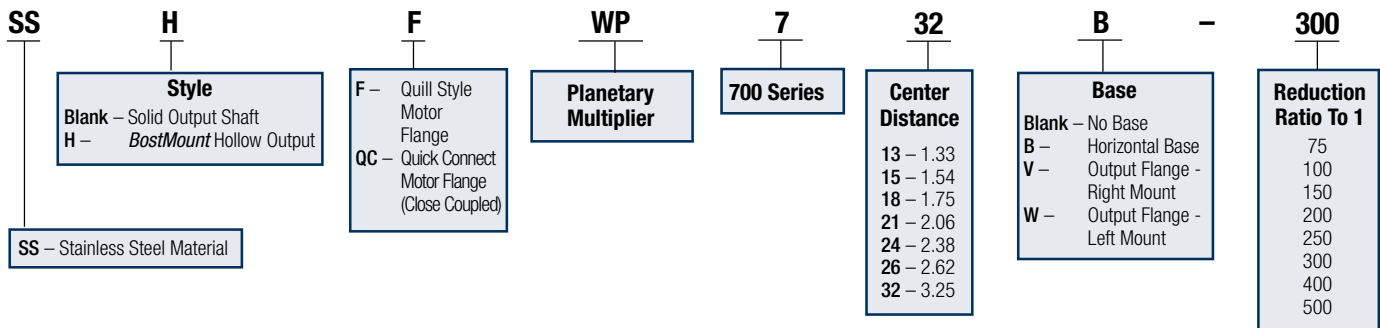 SS H F WP 7 32 B – 300
Style
Blank – Solid Output Shaft
H – BostMount Hollow Output
SS – Stainless Steel Material
F – Quill Style
Motor
Flange
QC – Quick Connect
Motor Flange
(Close Coupled)
Planetary
Multiplier
700 Series
Center
Distance
13 – 1.33
15 – 1.54
18 – 1.75
21 – 2.06
24 – 2.38
26 – 2.62
32 – 3.25
Base
Blank – No Base
B – Horizontal Base
V – Output Flange -
Right Mount
W – Output Flange -
Left Mount
Reduction
Ratio To 1
75
100
150
200
250
300
400
500